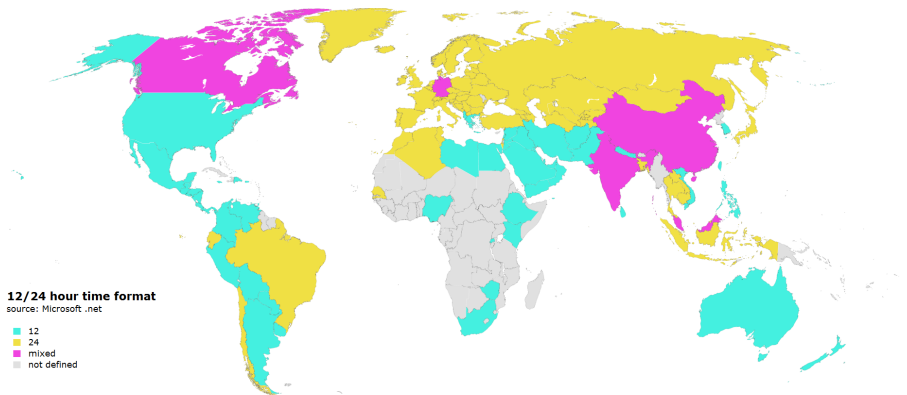 12/24 hour time format
source: Microsoft .net
12
24
mixed
not defined